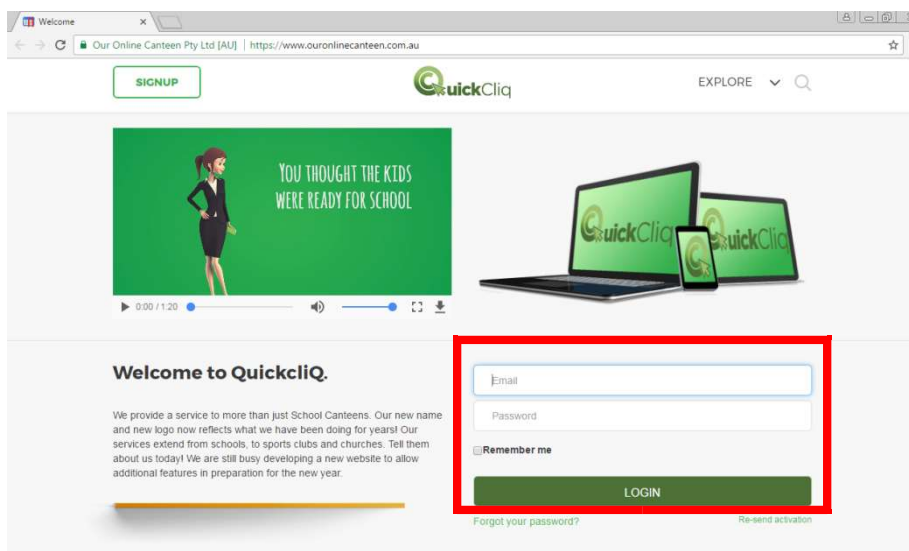 Welcome
Our Online Canteen Pty Ltd [AU] | https://www.ouronlinecanteen.com.au
SIGNUP
QuickCliq
EXPLORE
YOU THOUGHT THE KIDS
WERE READY FOR SCHOOL
QuickCliq
QuickCliq
0:00 / 1:20
Welcome to QuickcliQ.
We provide a service to more than just School Canteens. Our new name
and new logo now reflects what we have been doing for years! Our
services extend from schools, to sports clubs and churches. Tell them
about us today! We are still busy developing a new website to allow
additional features in preparation for the new year.
Email
Password
Remember me
LOGIN
Forgot your password?
Re-send activation